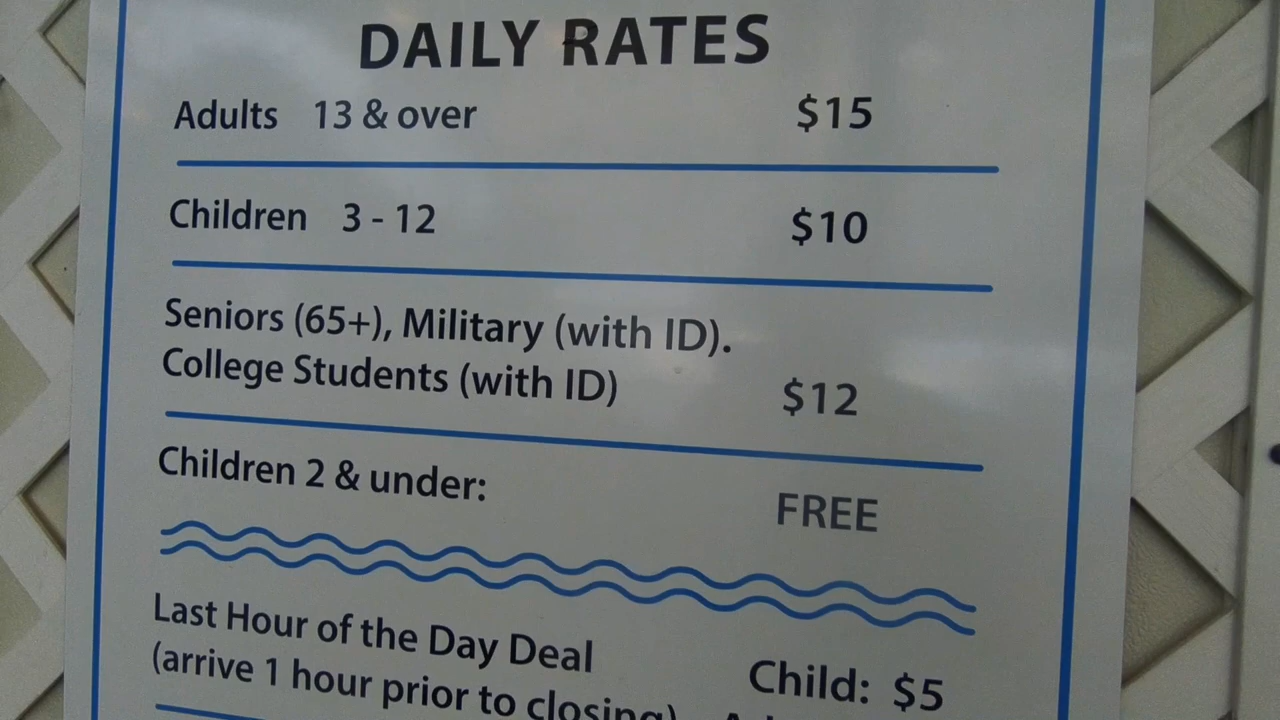 DAILY RATES
Adults 13 & over $15
Children 3 - 12 $10
Seniors (65+), Military (with ID).
College Students (with ID) $12
Children 2 & under: FREE
Last Hour of the Day Deal
(arrive 1 hour prior to closing) Child: $5